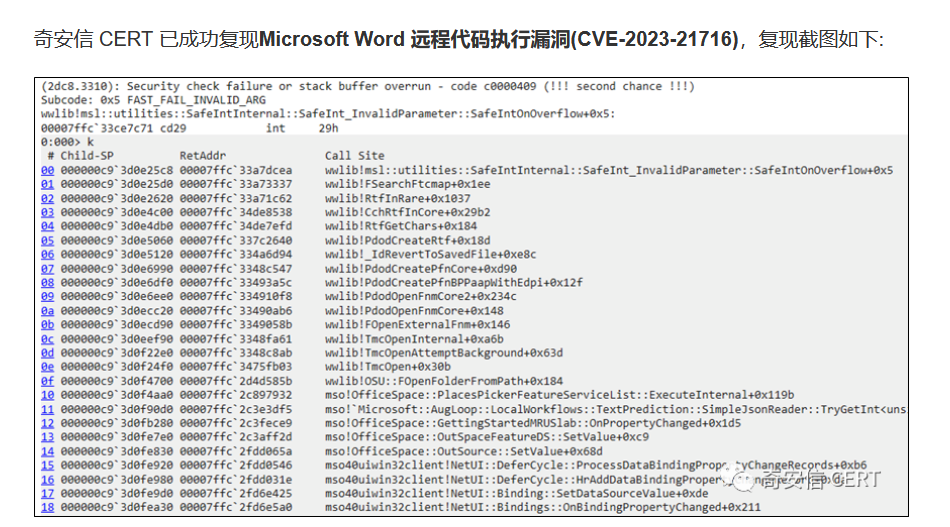 奇安信 CERT 已成功复现Microsoft Word 远程代码执行漏洞(CVE-2023-21716)，复现截图如下:
(2dc8.3310): Security check failure or stack buffer overrun - code c0000409 (!!! second chance !!!)
Subcode: 0x5 FAST_FAIL_INVALID_ARG
wwlib!msl::utilities::SafeIntInternal::SafeInt_InvalidParameter::SafeIntOnOverflow+0x5:
00007ffc`33ce7c71 cd29            int     29h
0:000> k
 # Child-SP          RetAddr               Call Site
00 000000c9`3d0e25c8 00007ffc`33a7dcea     wwlib!msl::utilities::SafeIntInternal::SafeInt_InvalidParameter::SafeIntOnOverflow+0x5
01 000000c9`3d0e25d0 00007ffc`33a73337     wwlib!FSearchFtcmap+0x1ee
02 000000c9`3d0e2620 00007ffc`33a71c62     wwlib!RtfInRare+0x1037
03 000000c9`3d0e4c00 00007ffc`34de8538     wwlib!CchRtfInCore+0x29b2
04 000000c9`3d0e4db0 00007ffc`34de7efd     wwlib!RtfGetChars+0x184
05 000000c9`3d0e5060 00007ffc`337c2640     wwlib!PdodCreateRtf+0x18d
06 000000c9`3d0e5120 00007ffc`334a6d94     wwlib!_IdRevertToSavedFile+0xe8c
07 000000c9`3d0e6990 00007ffc`3348c547     wwlib!PdodCreatePfnCore+0xd90
08 000000c9`3d0e6df0 00007ffc`33493a5c     wwlib!PdodCreatePfnBPPaapWithEdpi+0x12f
09 000000c9`3d0e6ee0 00007ffc`334910f8     wwlib!PdodOpenFnmCore2+0x234c
0a 000000c9`3d0ecc20 00007ffc`33490ab6     wwlib!PdodOpenFnmCore+0x148
0b 000000c9`3d0ecd90 00007ffc`3349058b     wwlib!FOpenExternalFnm+0x146
0c 000000c9`3d0eef90 00007ffc`3348fa61     wwlib!TmcOpenInternal+0xa6b
0d 000000c9`3d0f22e0 00007ffc`3348c8ab     wwlib!TmcOpenAttemptBackground+0x63d
0e 000000c9`3d0f24f0 00007ffc`3475fb03     wwlib!TmcOpen+0x30b
0f 000000c9`3d0f4700 00007ffc`2d4d585b     wwlib!OSU::FOpenFolderFromPath+0x184
10 000000c9`3d0f4aa0 00007ffc`2c897932     mso!OfficeSpace::PlacesPickerFeatureServiceList::ExecuteInternal+0x119b
11 000000c9`3d0f90d0 00007ffc`2c3e3df5     mso!`Microsoft::AugLoop::LocalWorkflows::TextPrediction::SimpleJsonReader::TryGetInt<uns
12 000000c9`3d0fb280 00007ffc`2c3fece9     mso!OfficeSpace::GettingStartedMRUSlab::OnPropertyChanged+0x1d5
13 000000c9`3d0fe7e0 00007ffc`2c3aff2d     mso!OfficeSpace::OutSpaceFeatureDS::SetValue+0xc9
14 000000c9`3d0fe830 00007ffc`2fdd065a     mso!OfficeSpace::OutSource::SetValue+0x68d
15 000000c9`3d0fe920 00007ffc`2fdd0546     mso40uiwin32client!NetUI::DeferCycle::ProcessDataBindingPropertyChangeRecords+0xb6
16 000000c9`3d0fe980 00007ffc`2fdd031e     mso40uiwin32client!NetUI::DeferCycle::HrAddDataBindingProp
17 000000c9`3d0fe9d0 00007ffc`2fd6e425     mso40uiwin32client!NetUI::Binding::SetDataSourceValue+0xde
18 000000c9`3d0fea30 00007ffc`2fd6e5a0     mso40uiwin32client!NetUI::Bindings::OnBindingPropertyChanged+0x211
奇安信 CERT